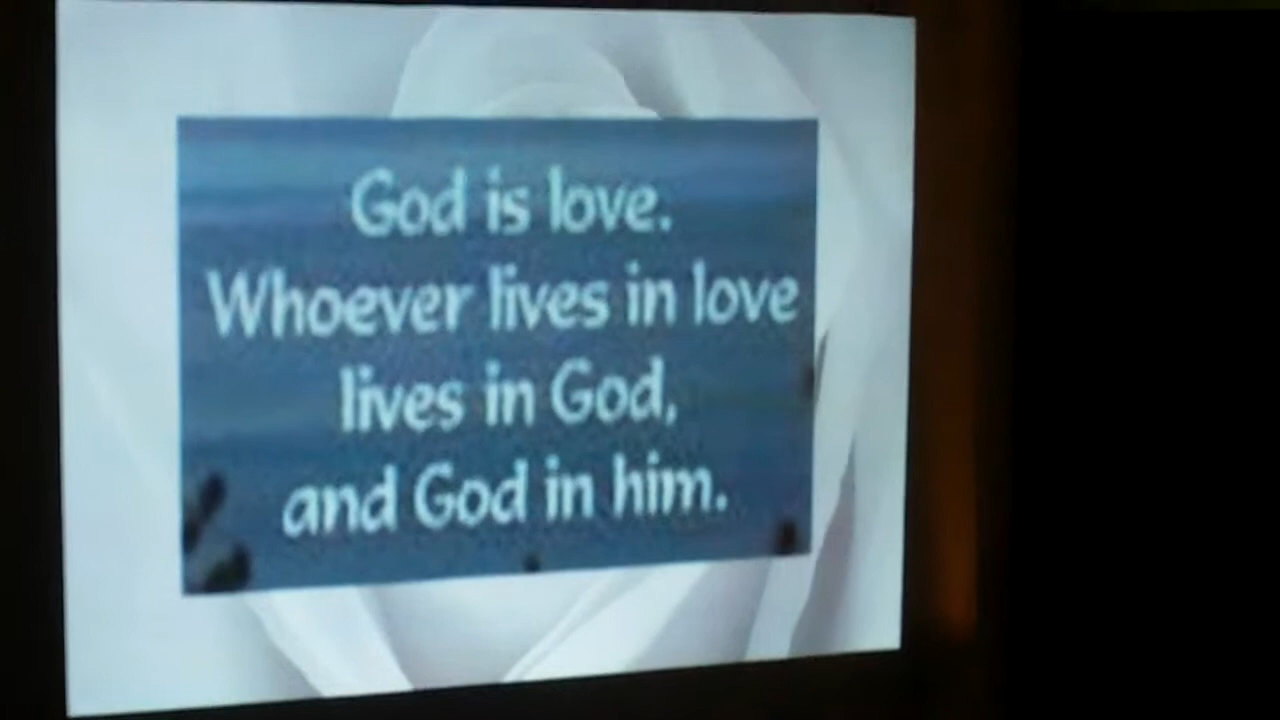 God is love.
Whoever lives in love
lives in God,
and God in him.